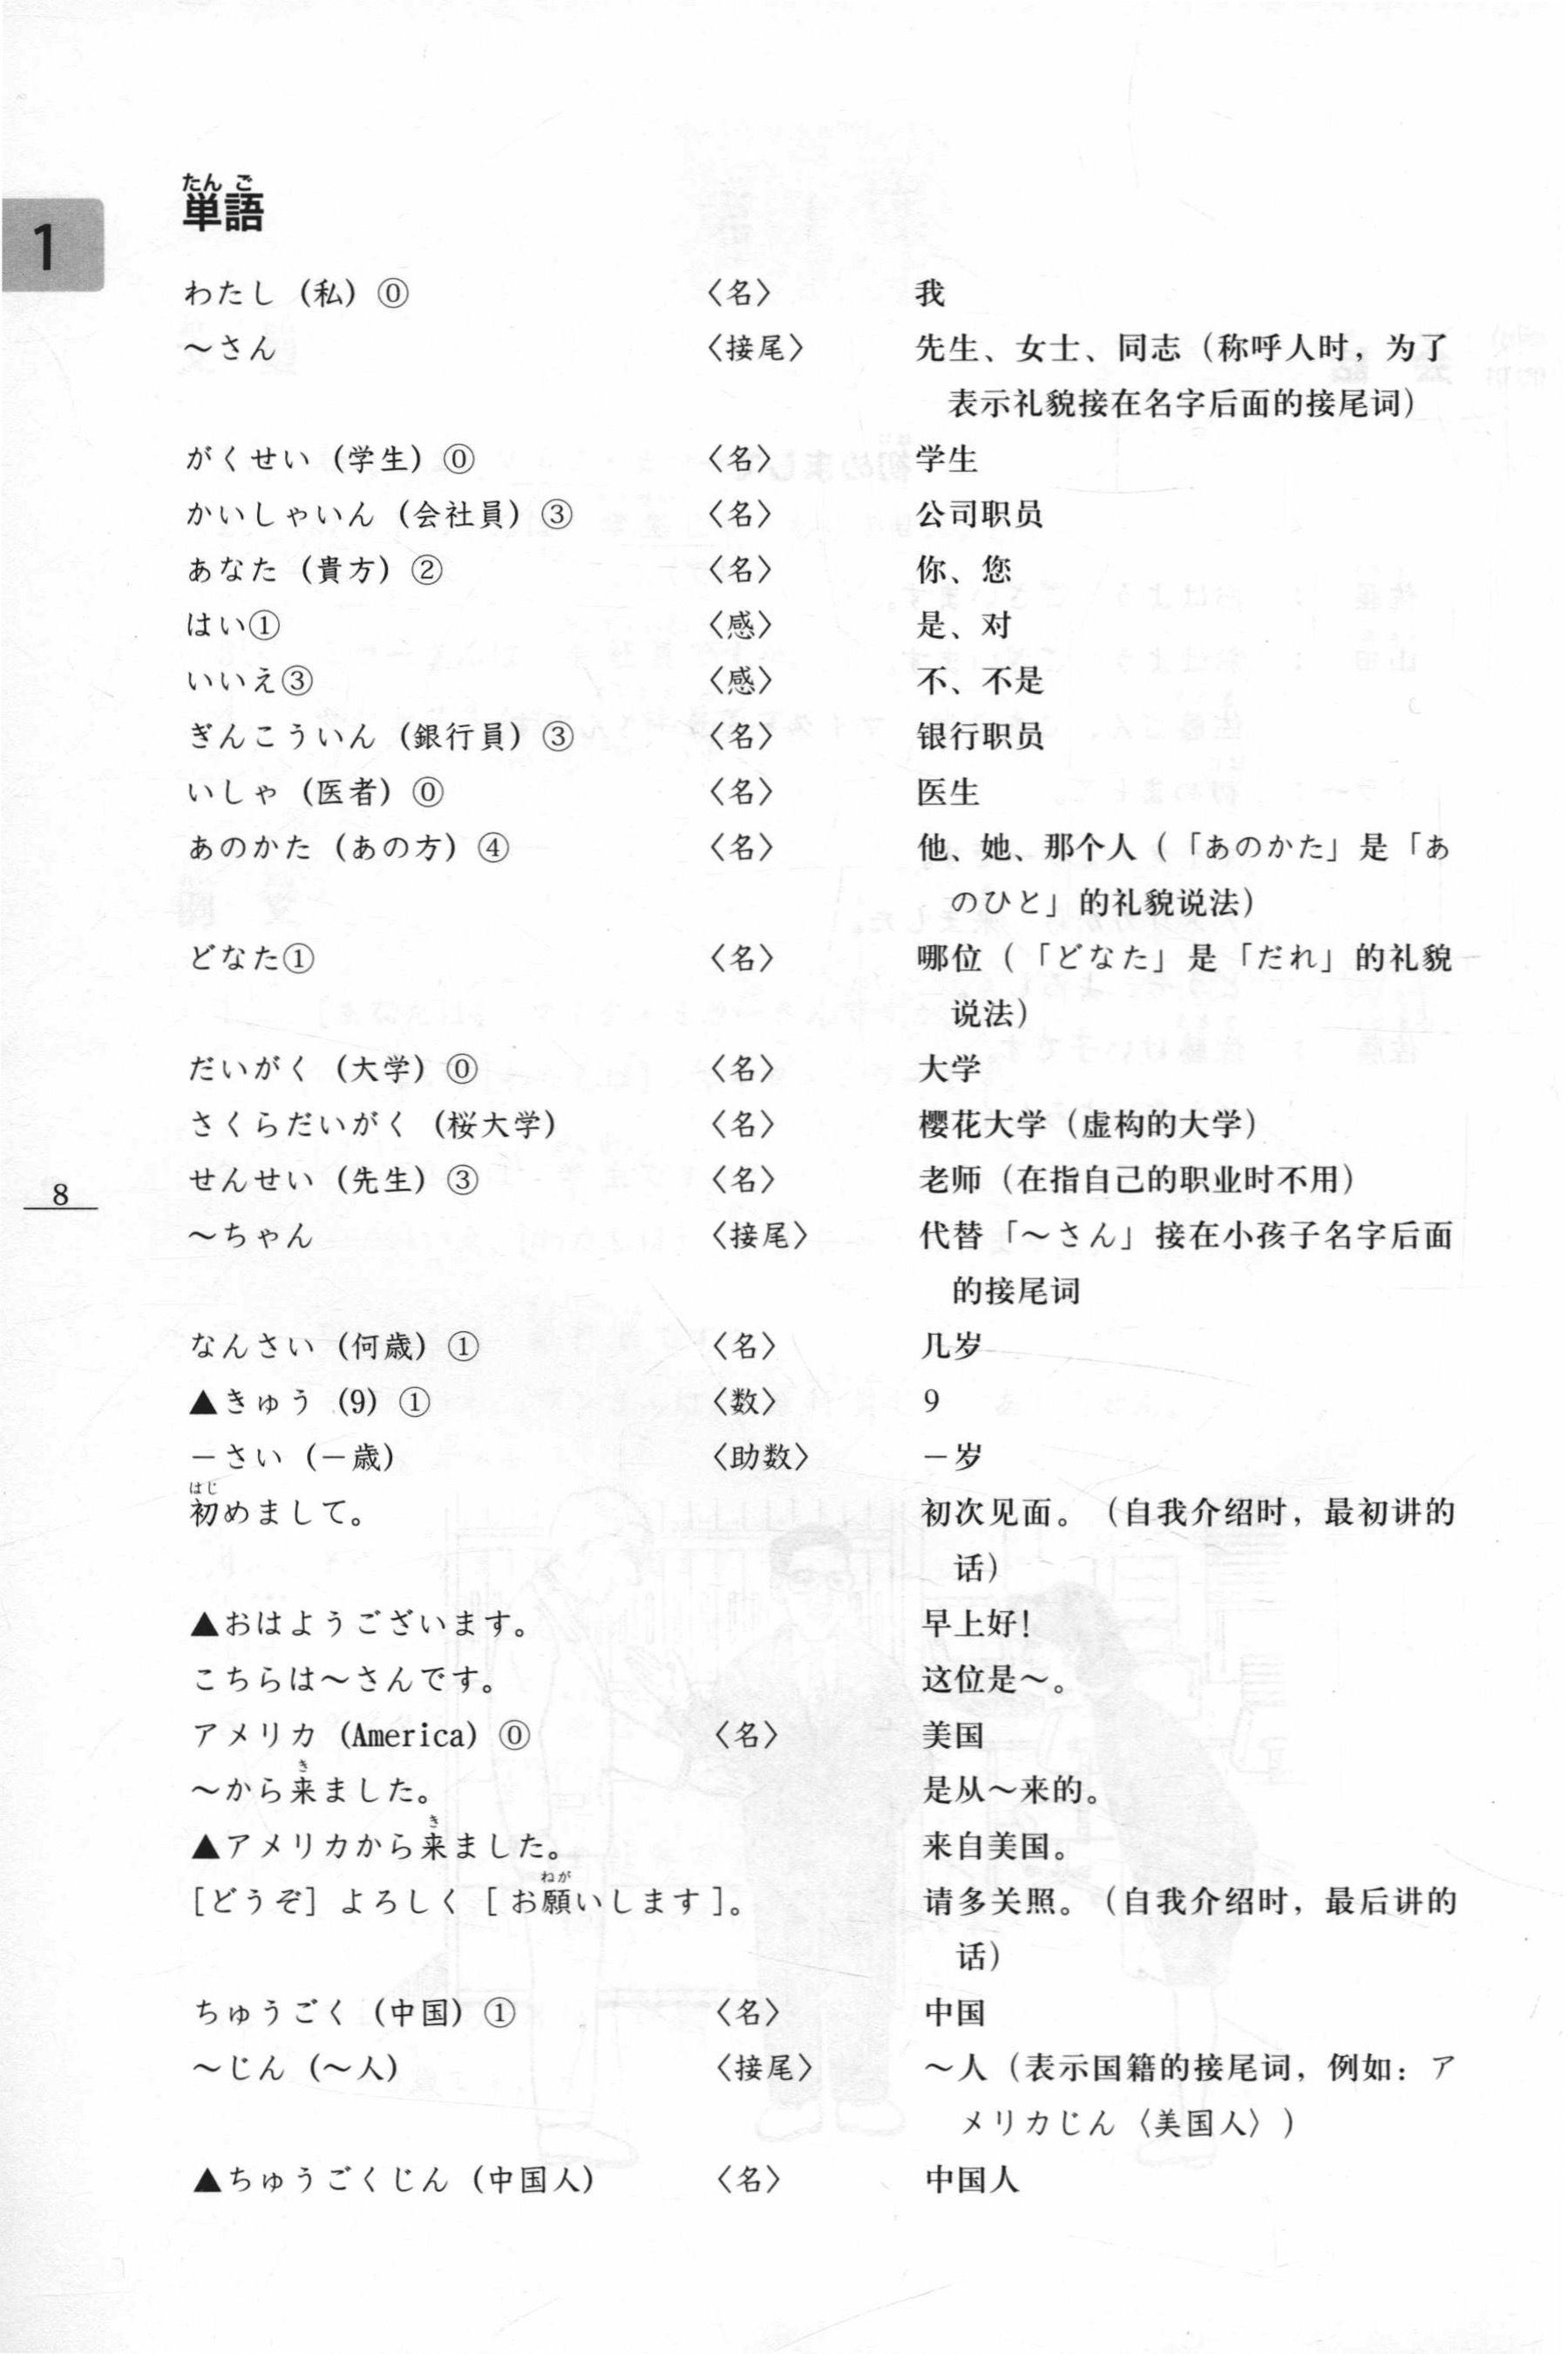 たんご
単語
1
わたし（私）⓪ 〈名〉 我
～さん 〈接尾〉 先生、女士、同志（称呼人时，为了
表示礼貌接在名字后面的接尾词）
がくせい（学生）⓪ 〈名〉 学生
かいしゃいん（会社員）③ 〈名〉 公司职员
あなた（貴方）② 〈名〉 你、您
はい① 〈感〉 是、对
いいえ③ 〈感〉 不、不是
ぎんこういん（銀行員）③ 〈名〉 银行职员
いしゃ（医者）⓪ 〈名〉 医生
あのかた（あの方）④ 〈名〉 他、她、那个人（「あのかた」是「あ
のひと」的礼貌说法）
どなた① 〈名〉 哪位（「どなた」是「だれ」的礼貌
说法）
だいがく（大学）⓪ 〈名〉 大学
さくらだいがく（桜大学） 〈名〉 樱花大学（虚构的大学）
せんせい（先生）③ 〈名〉 老师（在指自己的职业时不用）
8
～ちゃん 〈接尾〉 代替「～さん」接在小孩子名字后面
的接尾词
なんさい（何歳）① 〈名〉 几岁
▲きゅう（9）① 〈数〉 9
－さい（－歳） 〈助数〉 －岁
はじ
初めまして。 初次见面。（自我介绍时，最初讲的
话）
▲おはようございます。 早上好！
こちらは～さんです。 这位是～。
アメリカ（America）⓪ 〈名〉 美国
き
～から来ました。 是从～来的。
き
▲アメリカから来ました。 来自美国。
ねが
［どうぞ］よろしく［お願いします］。 请多关照。（自我介绍时，最后讲的
话）
ちゅうごく（中国）① 〈名〉 中国
～じん（～人） 〈接尾〉 ～人（表示国籍的接尾词，例如：ア
メリカじん〈美国人〉）
▲ちゅうごくじん（中国人） 〈名〉 中国人